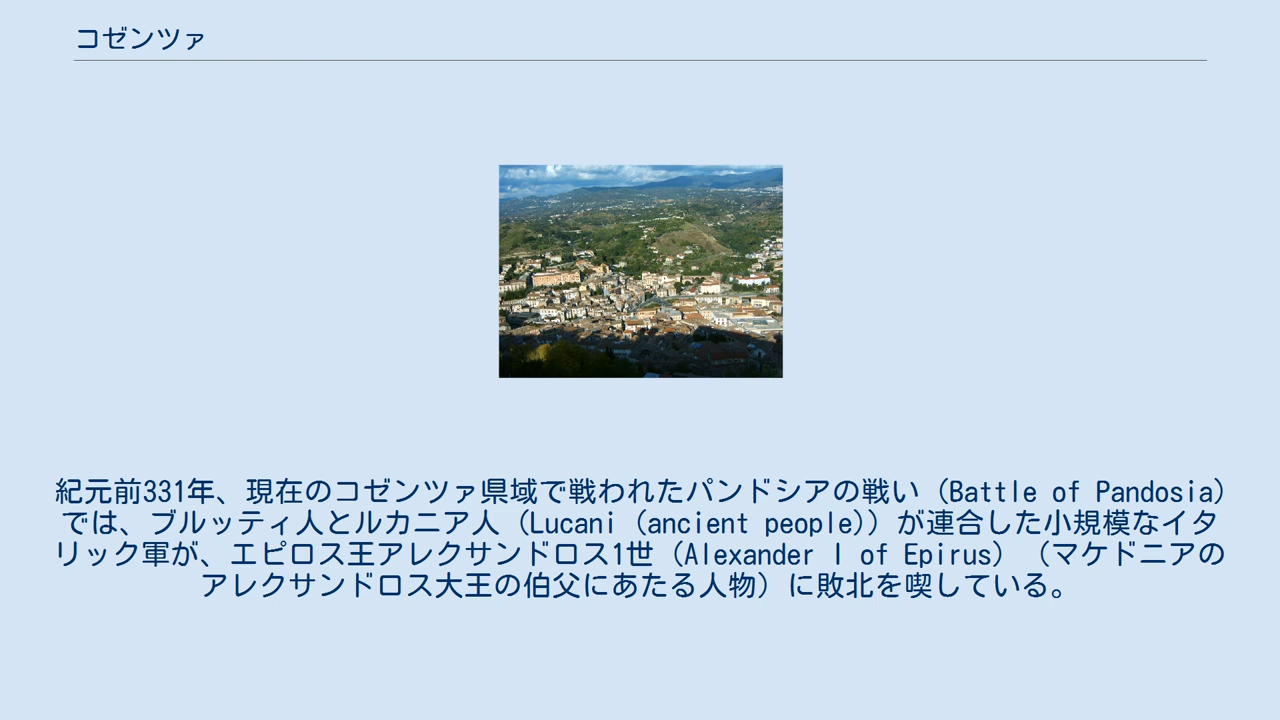 コゼンツァ
紀元前331年、現在のコゼンツァ県域で戦われたパンドシアの戦い（Battle of Pandosia）
では、ブルッティ人とルカニア人（Lucani（ancient people））が連合した小規模なイタ
リック軍が、エピロス王アレクサンドロス1世（Alexander I of Epirus）（マケドニアの
アレクサンドロス大王の伯父にあたる人物）に敗北を喫している。